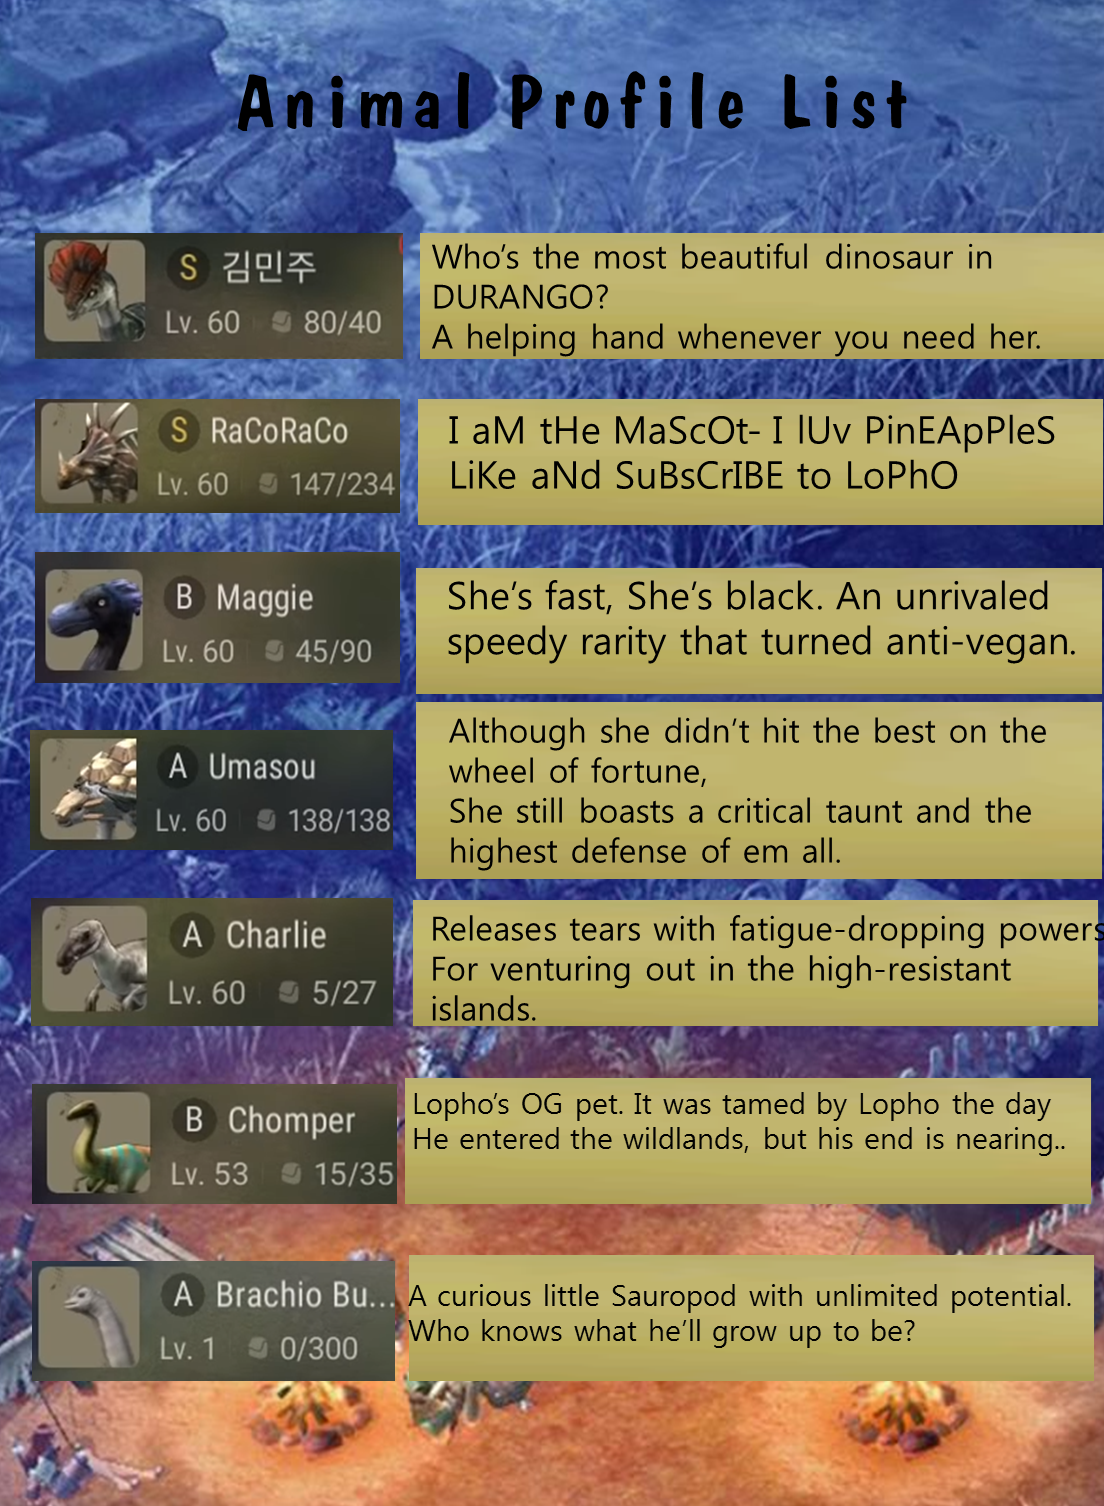 Animal Profile List
S 김민주
Lv. 60 80/40
Who's the most beautiful dinosaur in
DURANGO?
A helping hand whenever you need her.
S RaCoRaCo
Lv. 60 147/234
I aM tHe MaScOt- I lUv PinEApPleS
LiKe aNd SuBsCrIBE to LoPhO
B Maggie
Lv. 60 45/90
She's fast, She's black. An unrivaled
speedy rarity that turned anti-vegan.
A Umasou
Lv. 60 138/138
Although she didn't hit the best on the
wheel of fortune,
She still boasts a critical taunt and the
highest defense of em all.
A Charlie
Lv. 60 5/27
Releases tears with fatigue-dropping powers
For venturing out in the high-resistant
islands.
B Chomper
Lv. 53 15/35
Lopho's OG pet. It was tamed by Lopho the day
He entered the wildlands, but his end is nearing..
A Brachio Bu...
Lv. 1 0/300
A curious little Sauropod with unlimited potential.
Who knows what he'll grow up to be?